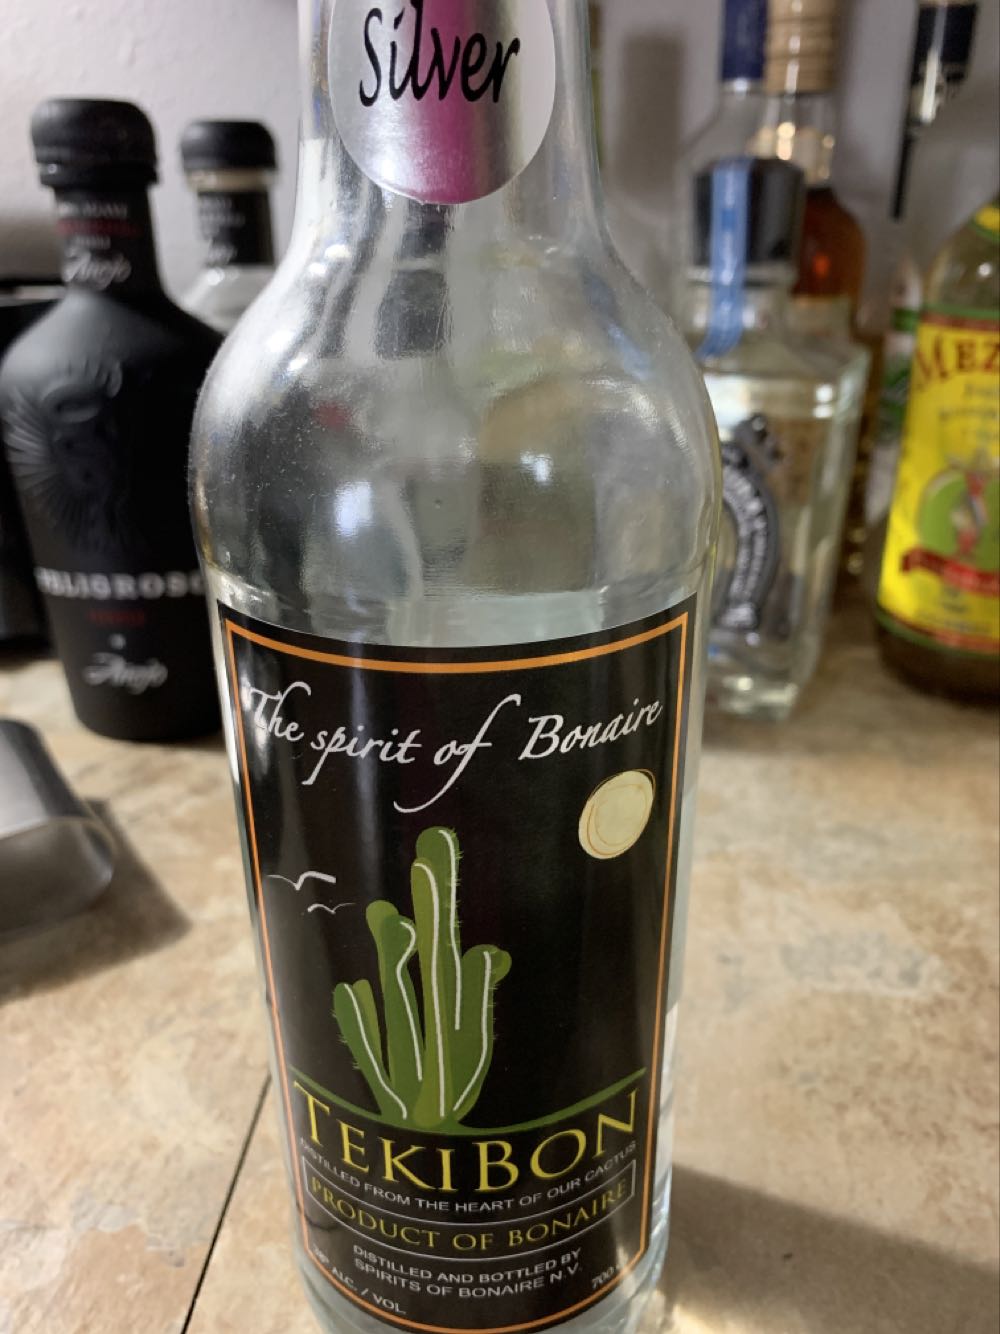 Silver
The spirit of Bonaire
TEKIBON
DISTILLED FROM THE HEART OF OUR CACTUS
PRODUCT OF BONAIRE
DISTILLED AND BOTTLED BY
SPIRITS OF BONAIRE N.V.
ALC. / VOL.
700
Añejo
Añejo